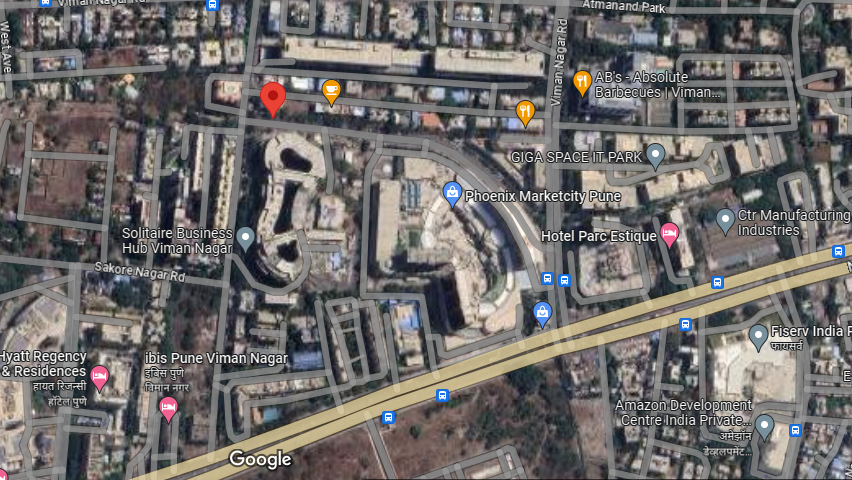 Viman Nagar Rd
Atmanand Park
West Ave
Viman Nagar Rd
AB's - Absolute
Barbecues | Viman...
GIGA SPACE IT PARK
Phoenix Marketcity Pune
Ctr Manufacturing
Industries
Solitaire Business
Hub Viman Nagar
Hotel Parc Estique
Sakore Nagar Rd
Fiserv India
फायसर्व
Hyatt Regency
& Residences
हायात रिजन्सी
हॉटेल पुणे
ibis Pune Viman Nagar
इबिस पुणे
विमान नगर
Amazon Development
Centre India Private...
अमेझॉन
डेव्हलपमेंट...
Google